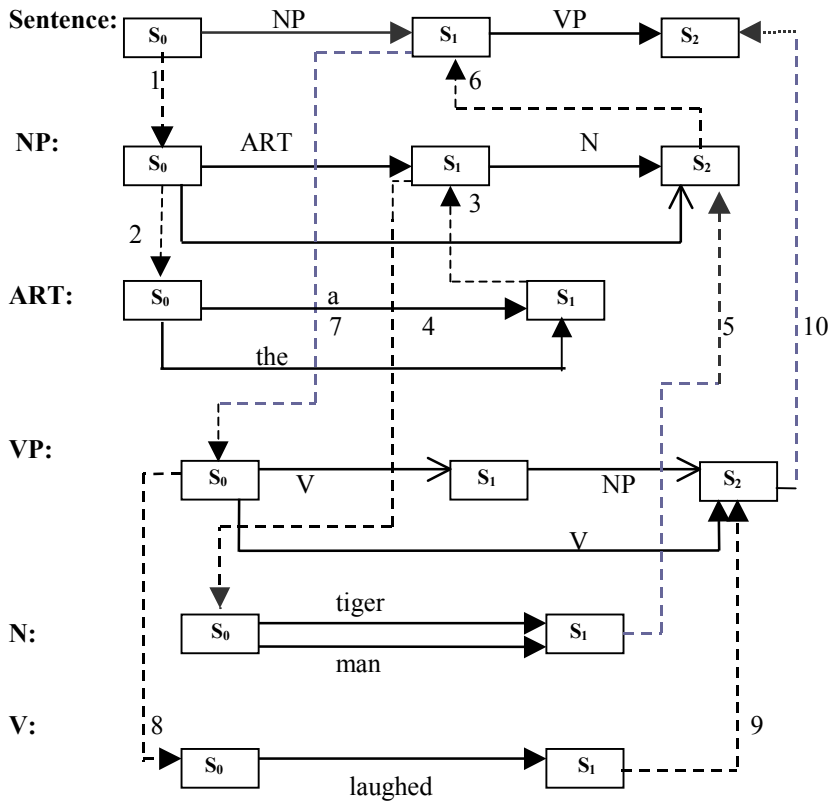 Sentence: S₀ NP S₁ VP S₂
1 6
NP: S₀ ART S₁ N S₂
2 3
ART: S₀ a S₁
7 4 5 10
the
VP: S₀ V S₁ NP S₂
V
N: S₀ tiger S₁
man
V: 8 9
S₀ laughed S₁